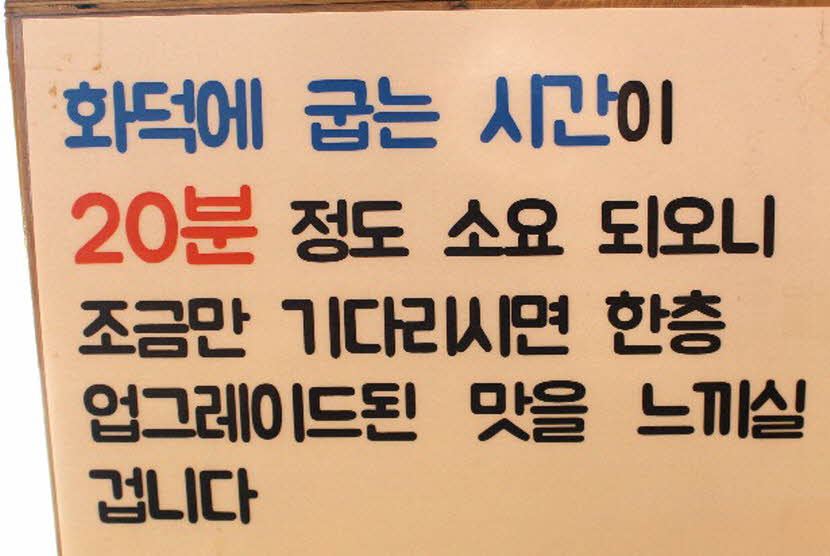 화덕에 굽는 시간이
20분 정도 소요 되오니
조금만 기다리시면 한층
업그레이드된 맛을 느끼실
겁니다